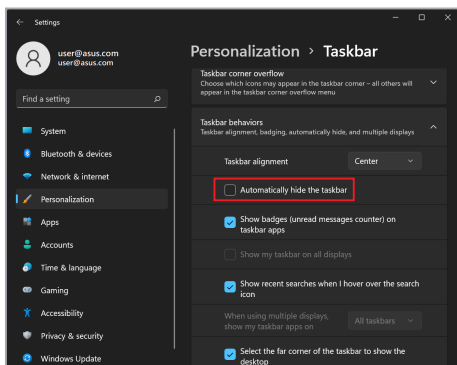 Settings
user@asus.com
user@asus.com
Find a setting
System
Bluetooth & devices
Network & internet
Personalization
Apps
Accounts
Time & language
Gaming
Accessibility
Privacy & security
Windows Update
Personalization > Taskbar
Taskbar corner overflow
Choose which icons may appear in the taskbar corner – all others will
appear in the taskbar corner overflow menu
Taskbar behaviors
Taskbar alignment, badging, automatically hide, and multiple displays
Taskbar alignment
Center
Automatically hide the taskbar
Show badges (unread messages counter) on
taskbar apps
Show my taskbar on all displays
Show recent searches when I hover over the search
icon
When using multiple displays,
show my taskbar apps on
All taskbars
Select the far corner of the taskbar to show the
desktop